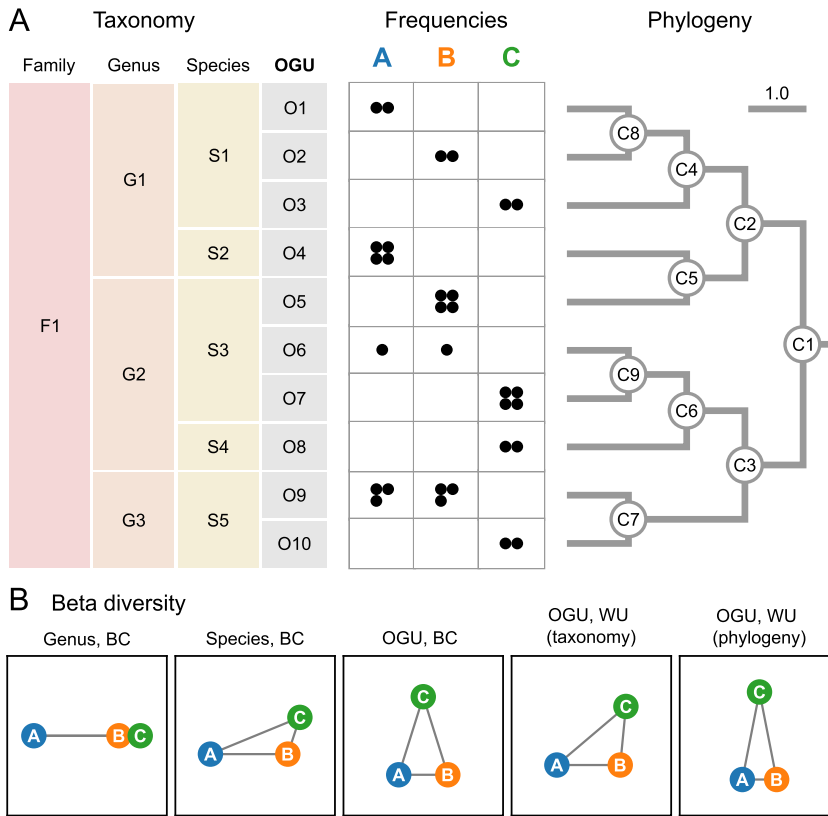 A Taxonomy Frequencies Phylogeny
Family Genus Species OGU A B C
1.0
F1
G1
G2
G3
S1
S2
S3
S4
S5
O1
O2
O3
O4
O5
O6
O7
O8
O9
O10
C8
C4
C2
C5
C1
C9
C6
C3
C7
B Beta diversity
Genus, BC
Species, BC
OGU, BC
OGU, WU
(taxonomy)
OGU, WU
(phylogeny)
A B C
A B C
A B C
A B C
A B C